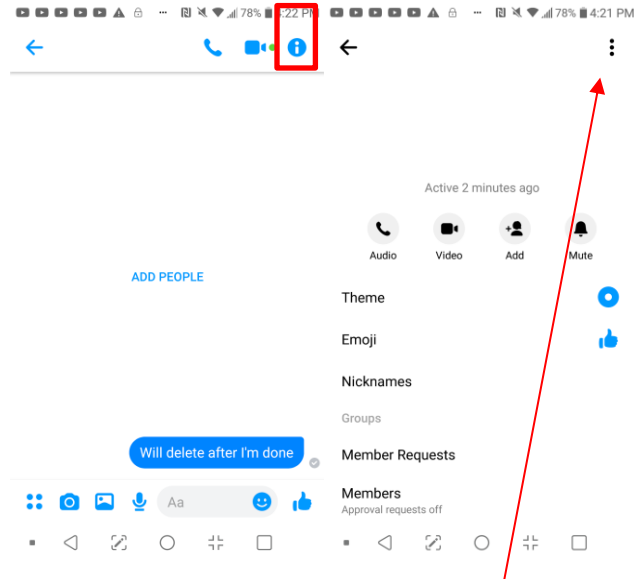 78% 4:22 PM
ADD PEOPLE
Will delete after I'm done
Aa
78% 4:21 PM
Active 2 minutes ago
Audio Video Add Mute
Theme
Emoji
Nicknames
Groups
Member Requests
Members
Approval requests off